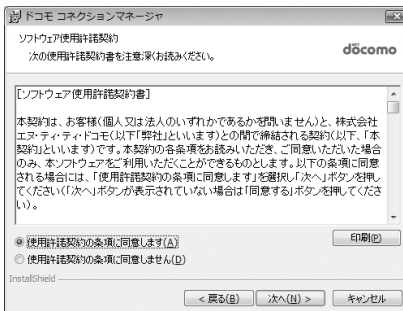 ドコモ コネクションマネージャ
ソフトウェア使用許諾契約
次の使用許諾契約書を注意深くお読みください。
döcomo
[ソフトウェア使用許諾契約書]
本契約は、お客様(個人又は法人のいずれかであるかを問いません)と、株式会社
エヌ・ティ・ティ・ドコモ(以下「弊社」といいます)との間で締結される契約(以下、「本
契約」といいます)です。本契約の各条項をお読みいただき、ご同意いただいた場合
のみ、本ソフトウェアをご利用いただくことができるものとします。以下の条項に同意
される場合には、「使用許諾契約の条項に同意します」を選択し「次へ」ボタンを押し
てください(「次へ」ボタンが表示されていない場合は「同意する」ボタンを押してくださ
い)。
使用許諾契約の条項に同意します(A)
印刷(P)
使用許諾契約の条項に同意しません(D)
InstallShield
< 戻る(B)
次へ(N) >
キャンセル